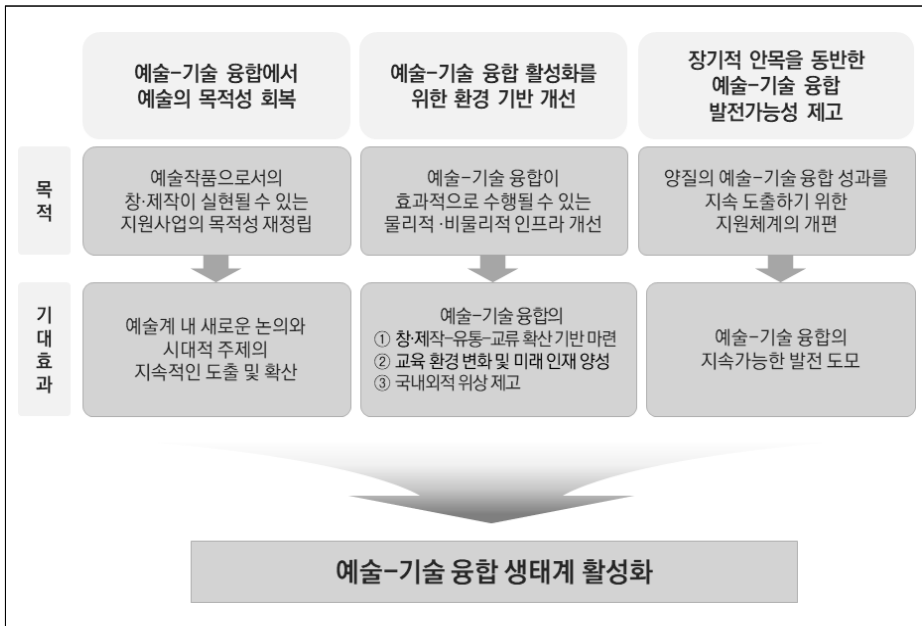 예술-기술 융합에서
예술의 목적성 회복
예술-기술 융합 활성화를
위한 환경 기반 개선
장기적 안목을 동반한
예술-기술 융합
발전가능성 제고
목적
예술작품으로서의
창·제작이 실현될 수 있는
지원사업의 목적성 재정립
예술-기술 융합이
효과적으로 수행될 수 있는
물리적·비물리적 인프라 개선
양질의 예술-기술 융합 성과를
지속 도출하기 위한
지원체계의 개편
기대효과
예술계 내 새로운 논의와
시대적 주제의
지속적인 도출 및 확산
예술-기술 융합의
① 창·제작-유통-교류 확산 기반 마련
② 교육 환경 변화 및 미래 인재 양성
③ 국내외적 위상 제고
예술-기술 융합의
지속가능한 발전 도모
예술-기술 융합 생태계 활성화